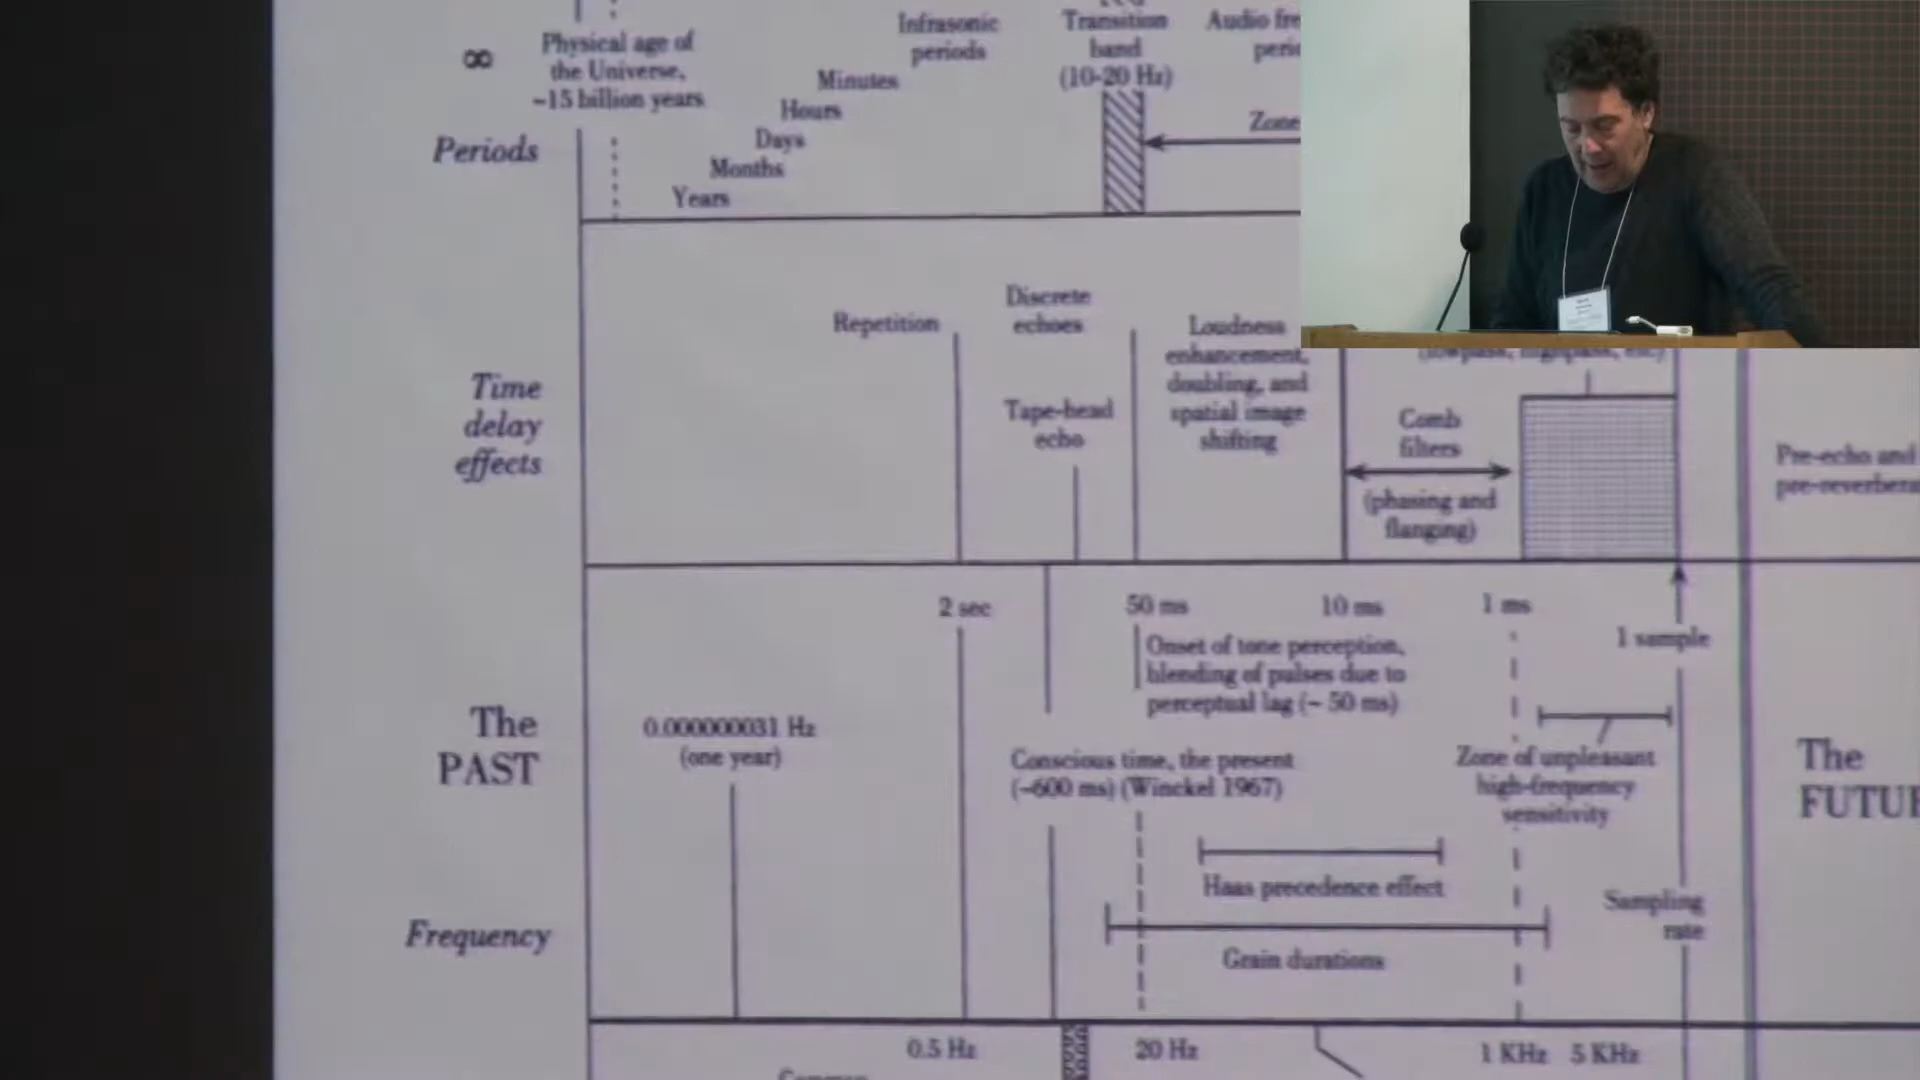 ∞
Physical age of
the Universe,
~15 billion years
Infrasonic
periods
Transition
band
(10-20 Hz)
Audio
Minutes
Hours
Days
Months
Years
Zone
Periods
Repetition
Discrete
echoes
Tape-head
echo
Loudness
enhancement,
doubling, and
spatial image
shifting
(lowpass, highpass, etc)
Comb
filters
(phasing and
flanging)
Pre-echo and
Time
delay
effects
2 sec
50 ms
10 ms
1 ms
1 sample
Onset of tone perception,
blending of pulses due to
perceptual lag (~ 50 ms)
The
PAST
0.000000031 Hz
(one year)
Conscious time, the present
(~600 ms) (Winckel 1967)
Zone of unpleasant
high-frequency
sensitivity
The
Haas precedence effect
Grain durations
Sampling
rate
Frequency
0.5 Hz
20 Hz
1 KHz
5 KHz